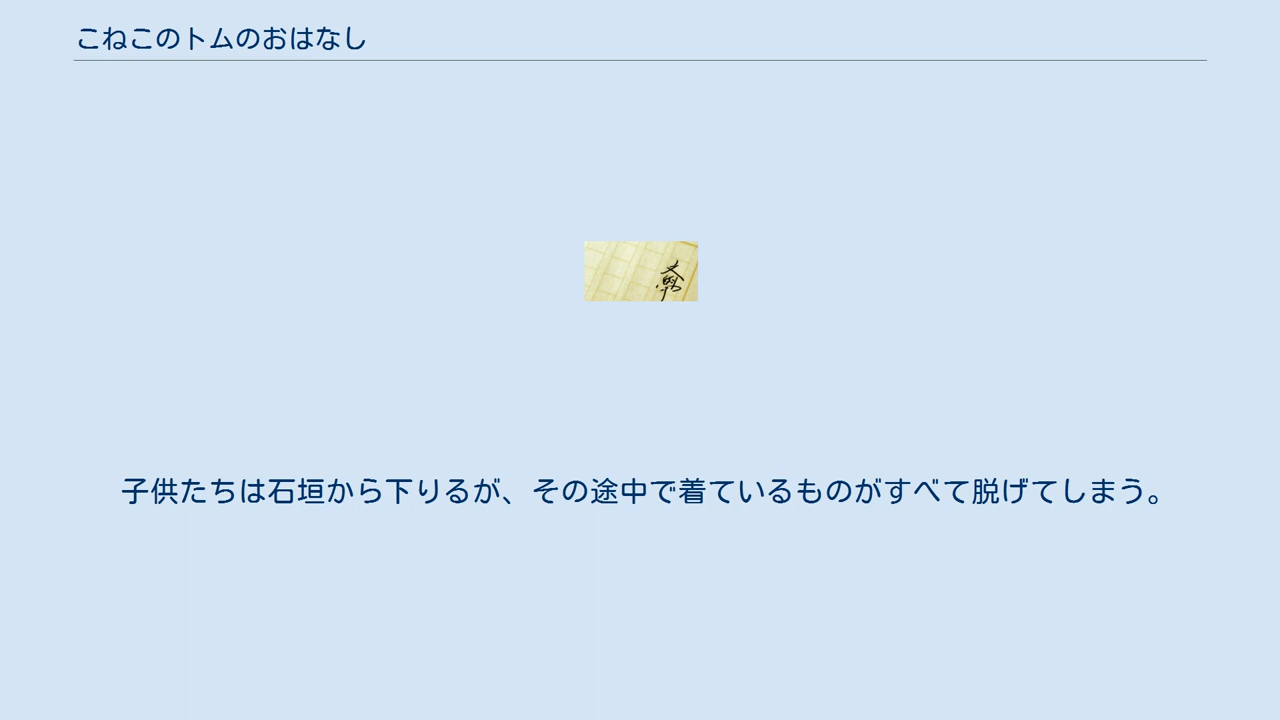 こねこのトムのおはなし
子供たちは石垣から下りるが、その途中で着ているものがすべて脱げてしまう。